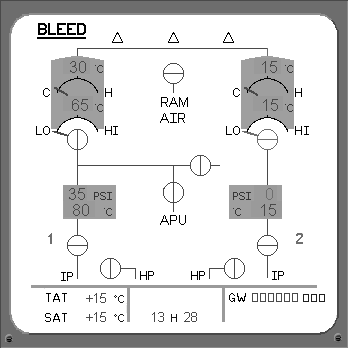 BLEED
30 °C 15 °C
C H C H
65 °C RAM AIR 15 °C
LO HI LO HI
35 PSI PSI 0
80 °C APU °C 15
1 2
IP HP HP IP
TAT +15 °C GW
SAT +15 °C 13 H 28